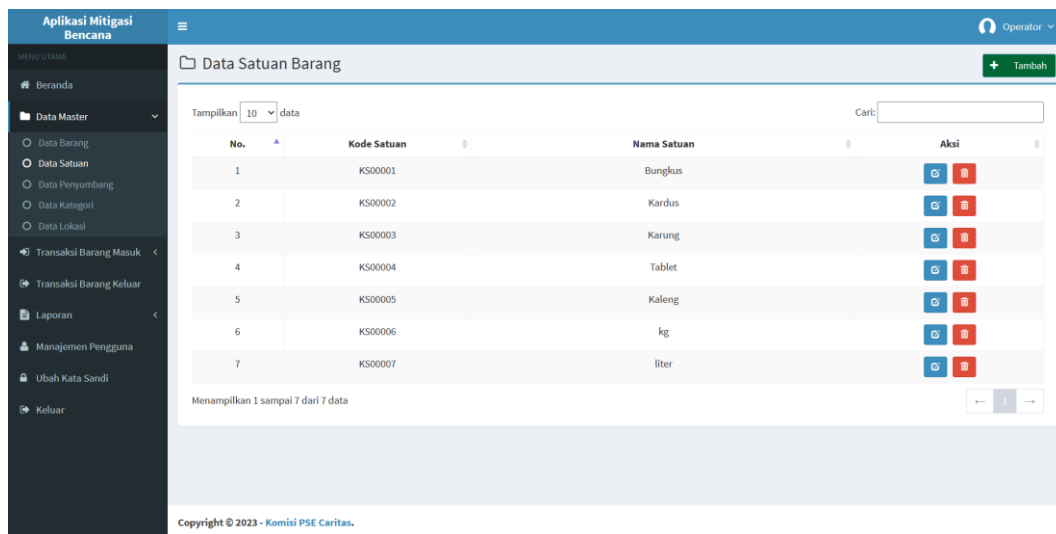 Aplikasi Mitigasi
Bencana
Operator
MENU UTAMA
Beranda
Data Master
Data Barang
Data Satuan
Data Penyumbang
Data Kategori
Data Lokasi
Transaksi Barang Masuk
Transaksi Barang Keluar
Laporan
Manajemen Pengguna
Ubah Kata Sandi
Keluar
Data Satuan Barang
+ Tambah
Tampilkan 10 data
Cari:
No. Kode Satuan Nama Satuan Aksi
1 KS00001 Bungkus
2 KS00002 Kardus
3 KS00003 Karung
4 KS00004 Tablet
5 KS00005 Kaleng
6 KS00006 kg
7 KS00007 liter
Menampilkan 1 sampai 7 dari 7 data
← 1 →
Copyright © 2023 - Komisi PSE Caritas.